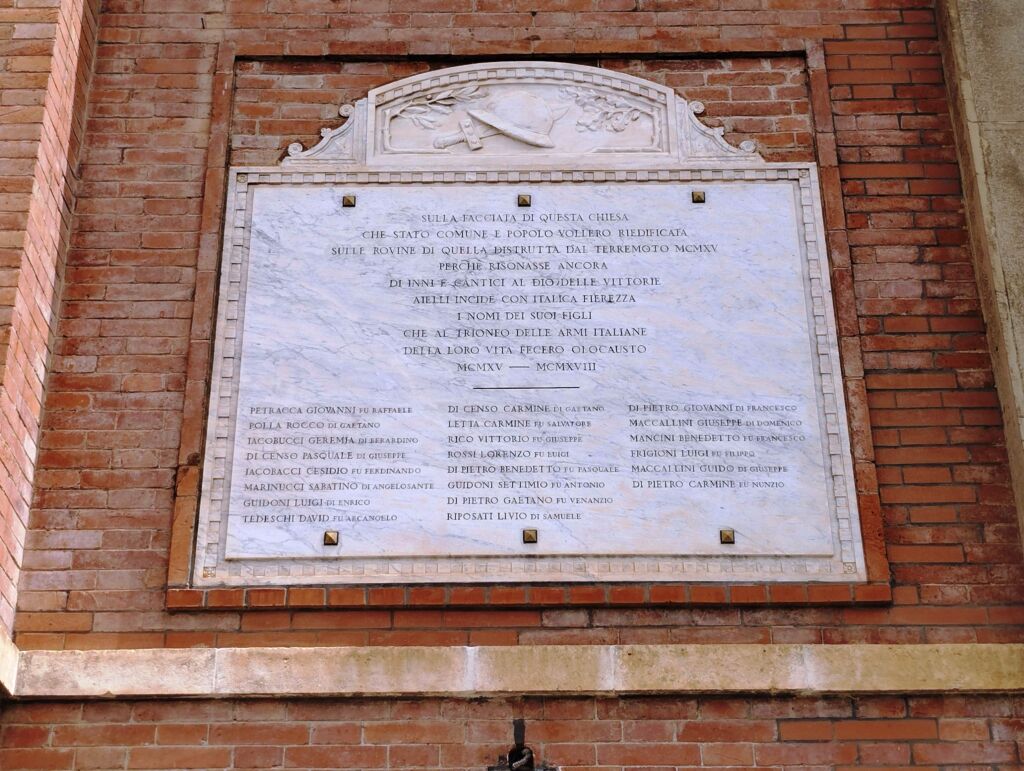 SULLA FACCIATA DI QUESTA CHIESA
CHE STATO COMUNE E POPOLO VOLLERO RIEDIFICATA
SULLE ROVINE DI QUELLA DISTRUTTA DAL TERREMOTO MCMXV
PERCHÈ RISONASSE ANCORA
DI INNI E CANTICI AL DIO DELLE VITTORIE
AIELLI INCIDE CON ITALICA FIEREZZA
I NOMI DEI SUOI FIGLI
CHE AL TRIONFO DELLE ARMI ITALIANE
DELLA LORO VITA FECERO OLOCAUSTO
MCMXV — MCMXVIII
PETRACCA GIOVANNI FU RAFFAELE
POLLA ROCCO DI GAETANO
IACOBUCCI GEREMIA DI BERARDINO
DI CENSO PASQUALE DI GIUSEPPE
IACOBACCI CESIDIO FU FERDINANDO
MARINUCCI SABATINO DI ANGELOSANTE
GUIDONI LUIGI DI ENRICO
TEDESCHI DAVID FU ARCANGELO
DI CENSO CARMINE DI GAETANO
LETTA CARMINE FU SALVATORE
RICO VITTORIO FU GIUSEPPE
ROSSI LORENZO FU LUIGI
DI PIETRO BENEDETTO FU PASQUALE
GUIDONI SETTIMIO FU ANTONIO
DI PIETRO GAETANO FU VENANZIO
RIPOSATI LIVIO DI SAMUELE
DI PIETRO GIOVANNI DI FRANCESCO
MACCALLINI GIUSEPPE DI DOMENICO
MANCINI BENEDETTO FU FRANCESCO
FRIGIONI LUIGI FU FILIPPO
MACCALLINI GUIDO DI GIUSEPPE
DI PIETRO CARMINE FU NUNZIO